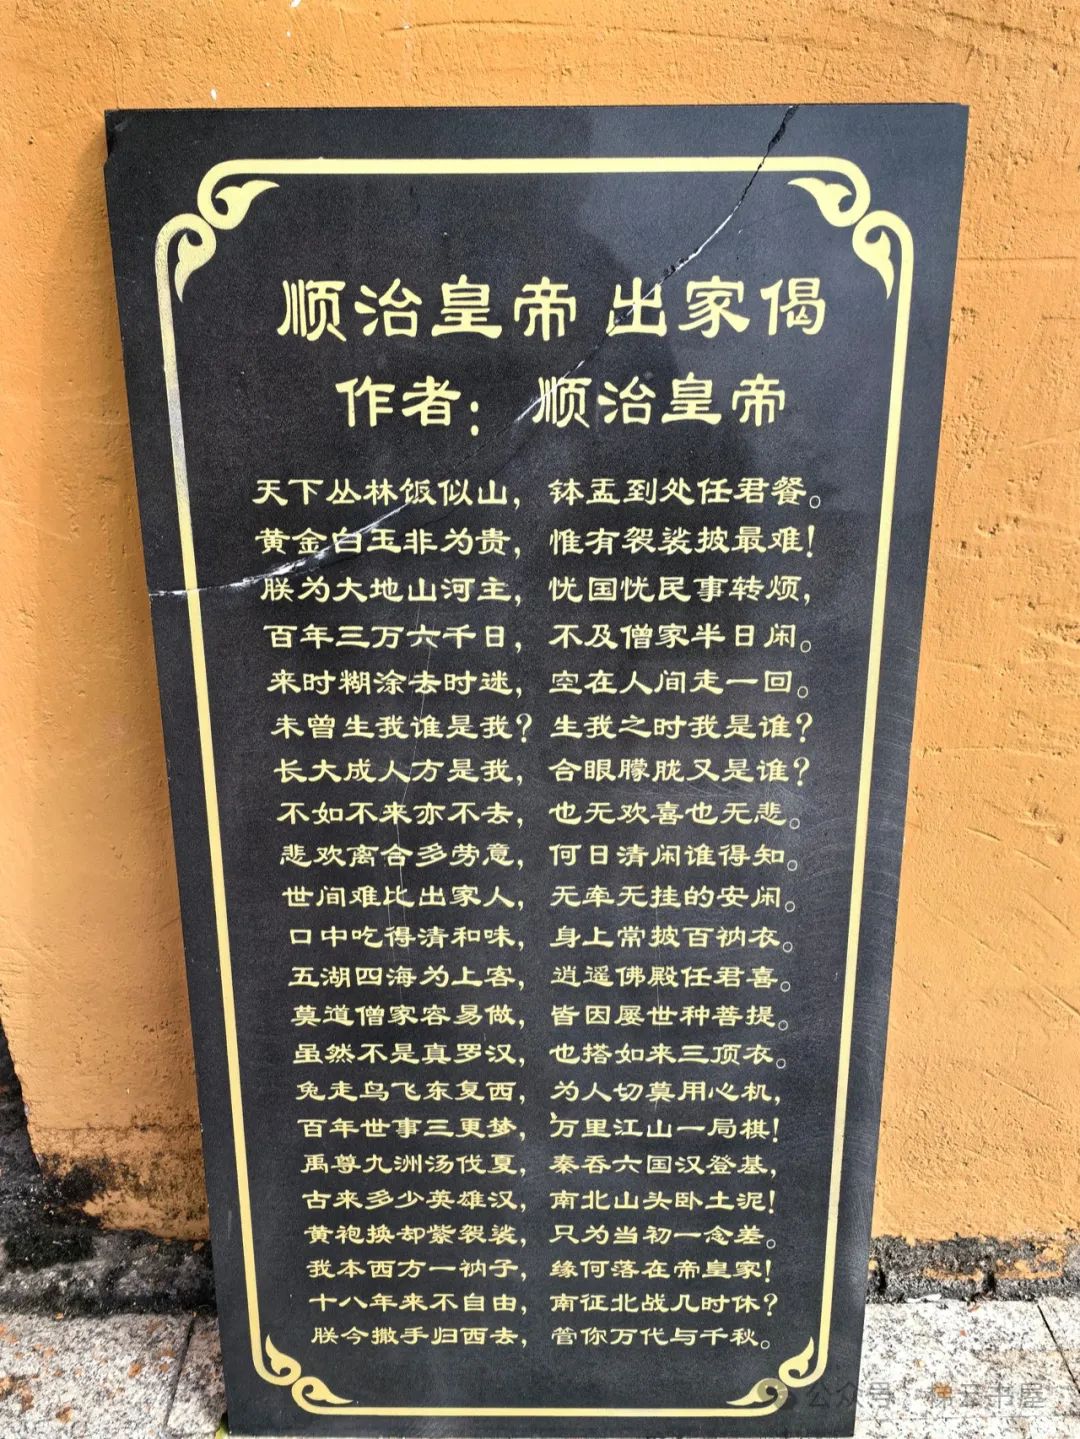 顺治皇帝 出家偈
作者： 顺治皇帝
天下丛林饭似山， 钵盂到处任君餐。
黄金白玉非为贵， 惟有袈裟披最难！
朕为大地山河主， 忧国忧民事转烦，
百年三万六千日， 不及僧家半日闲。
来时糊涂去时迷， 空在人间走一回。
未曾生我谁是我？ 生我之时我是谁？
长大成人方是我， 合眼朦胧又是谁？
不如不来亦不去， 也无欢喜也无悲。
悲欢离合多劳意， 何日清闲谁得知。
世间难比出家人， 无牵无挂的安闲。
口中吃得清和味， 身上常披百衲衣。
五湖四海为上客， 逍遥佛殿任君喜。
莫道僧家容易做， 皆因屡世种菩提。
虽然不是真罗汉， 也搭如来三顶衣。
兔走鸟飞东复西， 为人切莫用心机，
百年世事三更梦， 万里江山一局棋！
禹尊九洲汤伐夏， 秦吞六国汉登基，
古来多少英雄汉， 南北山头卧土泥！
黄袍换却紫袈裟， 只为当初一念差。
我本西方一衲子， 缘何落在帝皇家！
十八年来不自由， 南征北战几时休？
朕今撒手归西去， 管你万代与千秋。
公众号 书屋